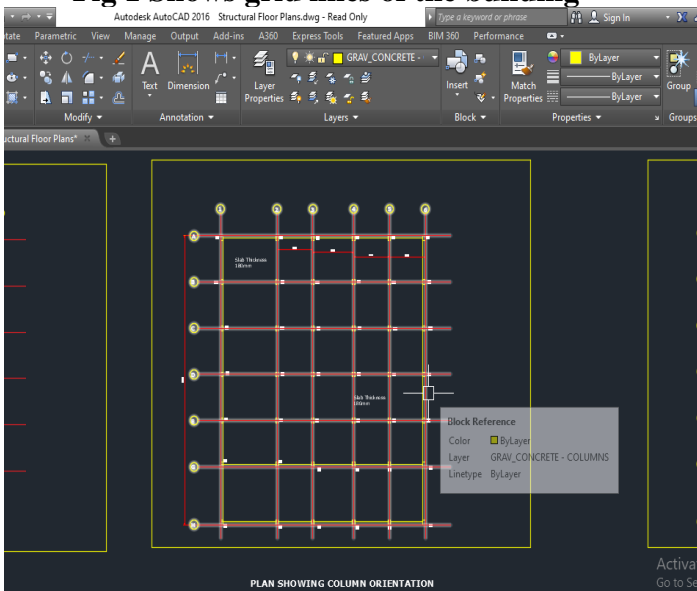 Fig 1 Shows grid lines of the building
Autodesk AutoCAD 2016 Structural Floor Plans.dwg - Read Only
Type a keyword or phrase
Sign In
tate Parametric View Manage Output Add-ins A360 Express Tools Featured Apps BIM 360 Performance
GRAV_CONCRETE -
ByLayer
ByLayer
ByLayer
Text Dimension
Layer
Properties
Insert
Match
Properties
Group
Modify
Annotation
Layers
Block
Properties
Groups
uctural Floor Plans*
Slab Thickness
180mm
Slab Thickness
180mm
Block Reference
Color ByLayer
Layer GRAV_CONCRETE - COLUMNS
Linetype ByLayer
PLAN SHOWING COLUMN ORIENTATION
Activa
Go to Se